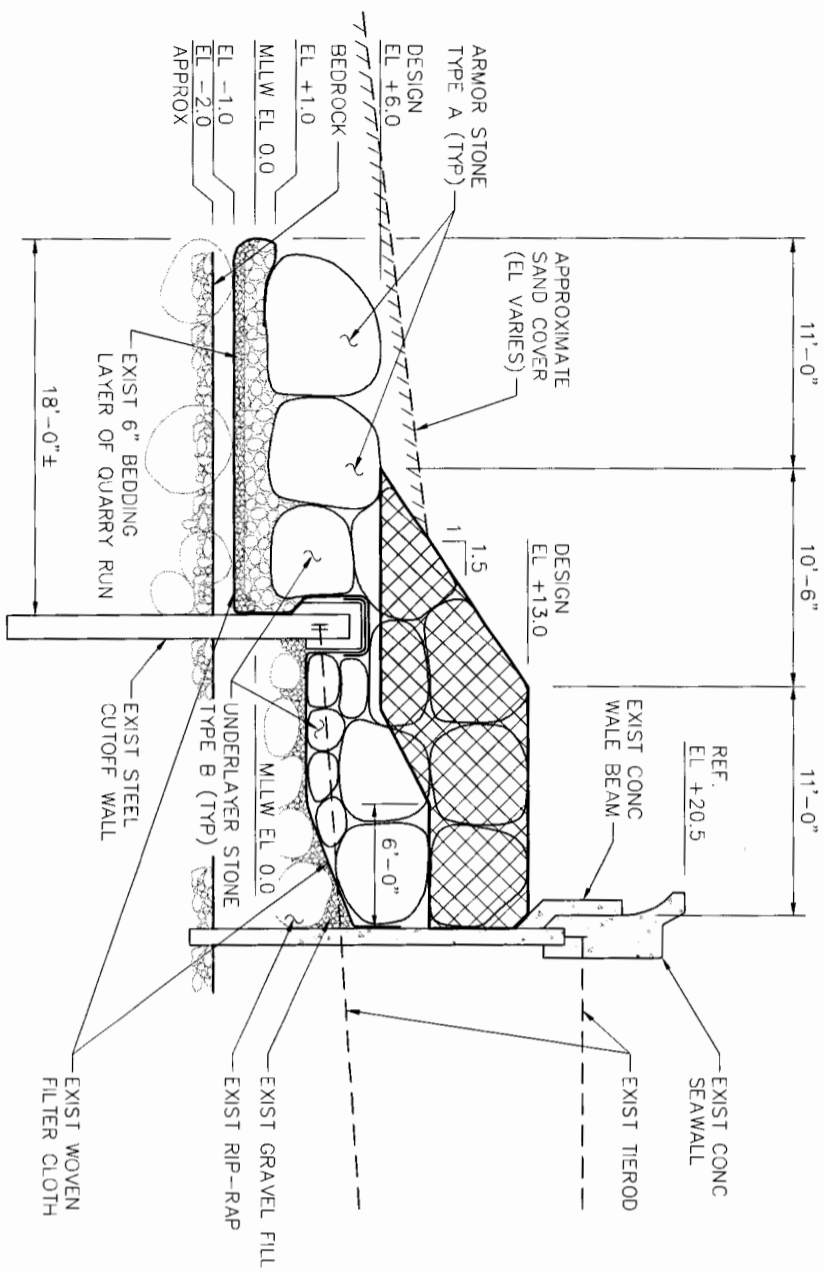 11'-0"
10'-6"
11'-0"
REF.
EL +20.5
EXIST CONC
SEAWALL
EXIST CONC
WALE BEAM
DESIGN
EL +13.0
1.5
1
APPROXIMATE
SAND COVER
(EL VARIES)
ARMOR STONE
TYPE A (TYP)
DESIGN
EL +6.0
BEDROCK
EL +1.0
MLLW EL 0.0
EL -1.0
EL -2.0
APPROX
EXIST TIEROD
6'-0"
MLLW EL 0.0
UNDERLAYER STONE
TYPE B (TYP)
EXIST 6" BEDDING
LAYER OF QUARRY RUN
18'-0"±
EXIST STEEL
CUTOFF WALL
EXIST GRAVEL FILL
EXIST RIP-RAP
EXIST WOVEN
FILTER CLOTH